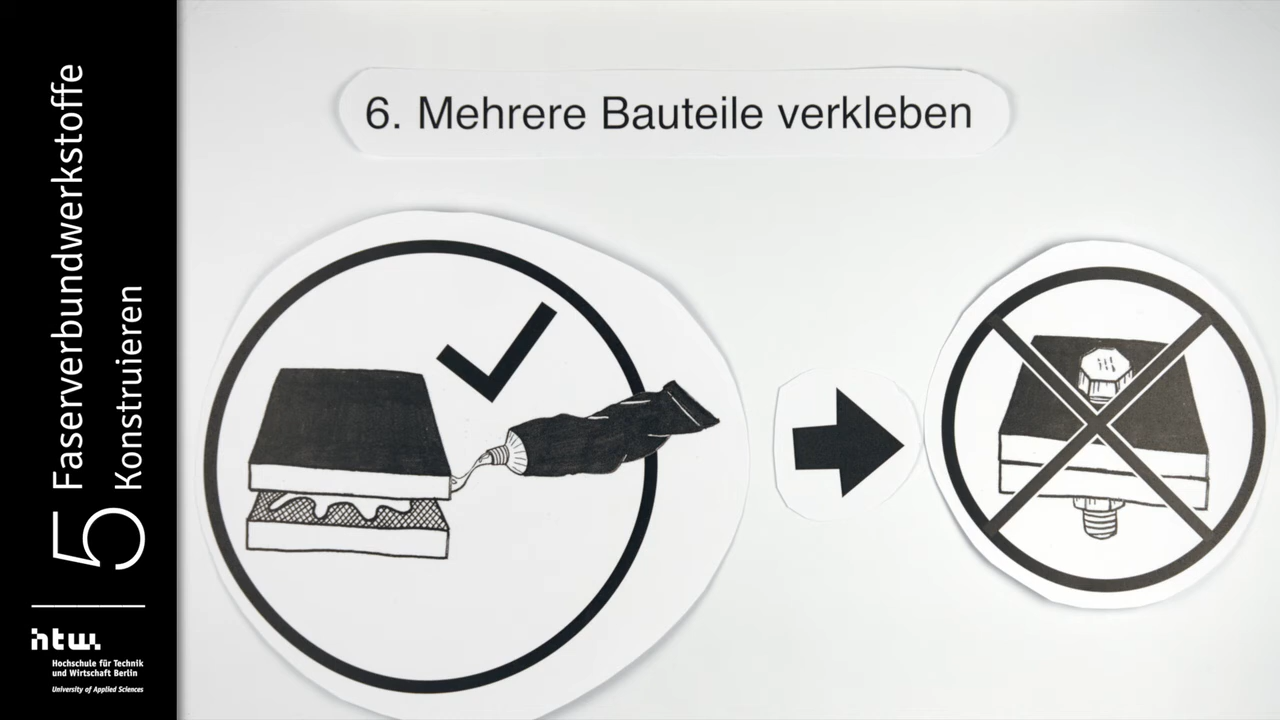 6. Mehrere Bauteile verkleben
5 Faserverbundwerkstoffe
Konstruieren
htw.
Hochschule für Technik
und Wirtschaft Berlin
University of Applied Sciences